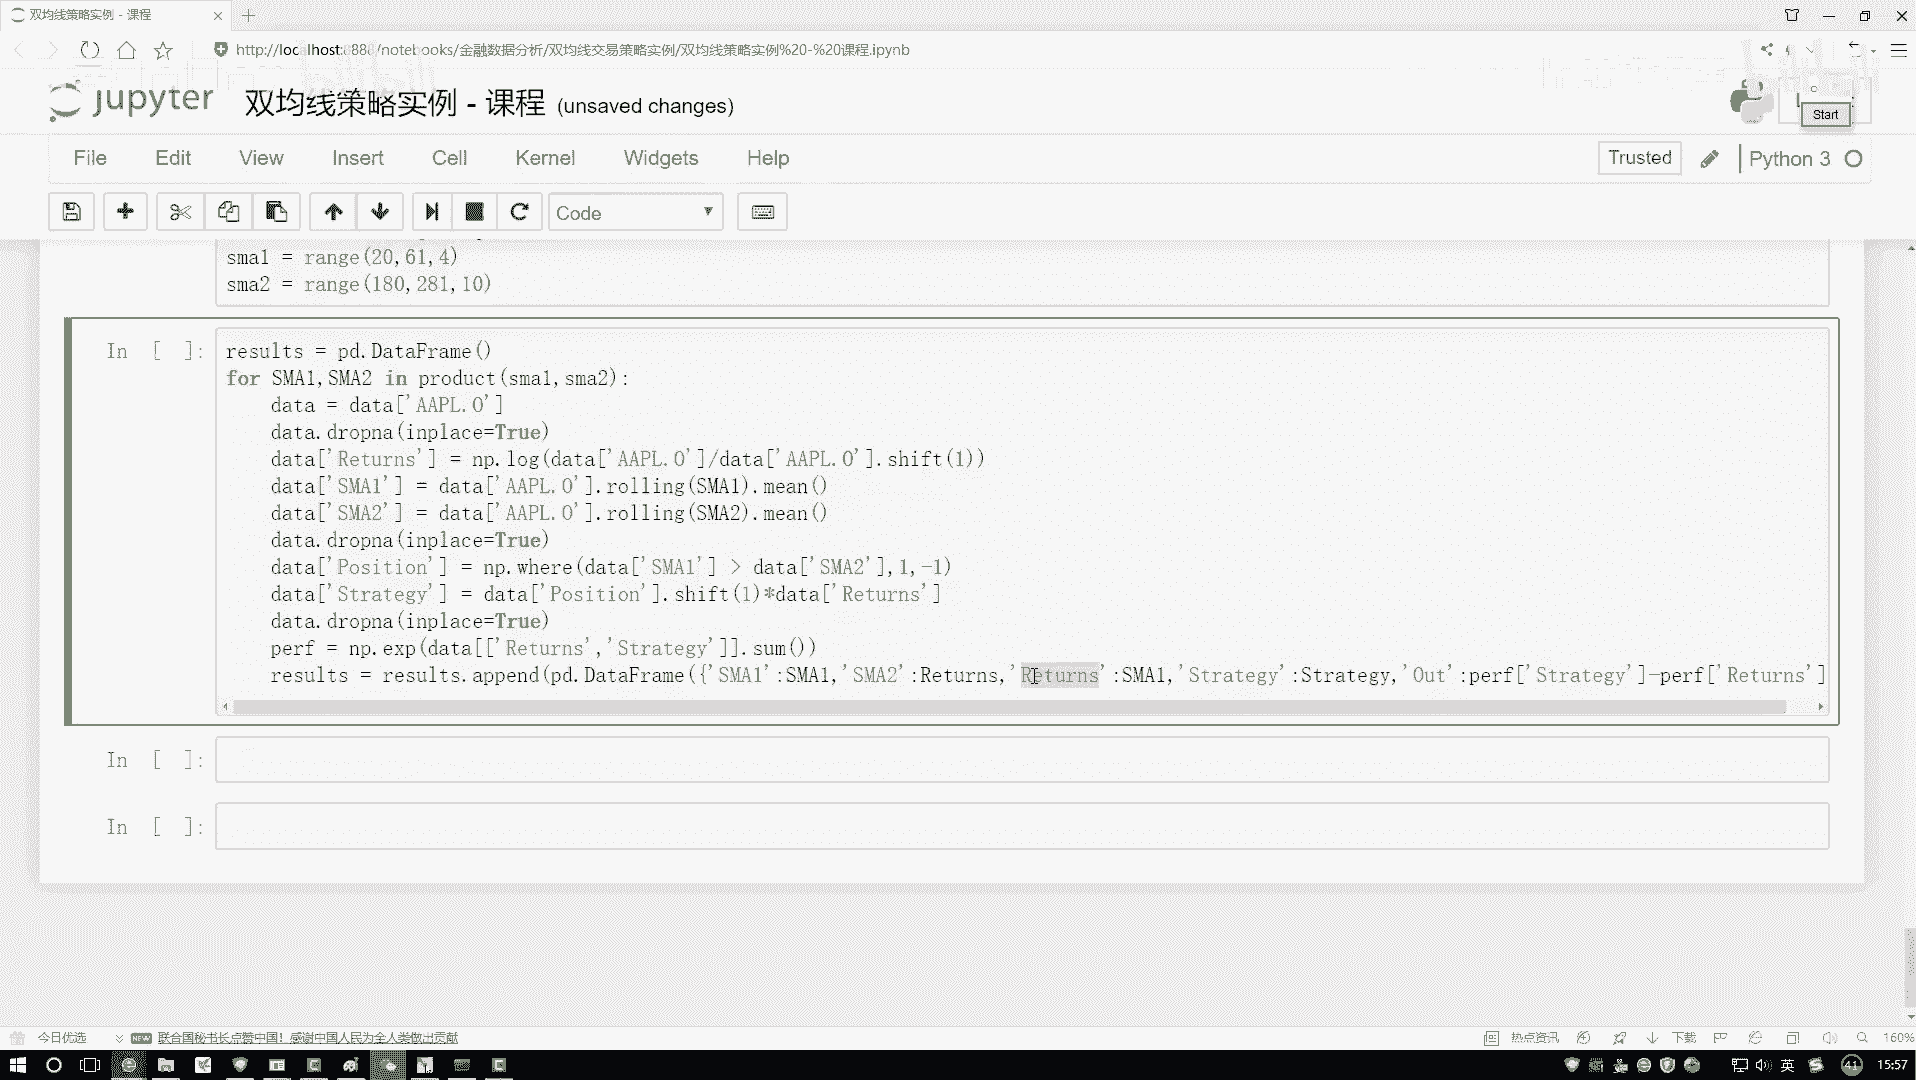 双均线策略实例 - 课程
http://localhost:8888/notebooks/金融数据分析/双均线交易策略实例/双均线策略实例%20-%20课程.ipynb
jupyter 双均线策略实例 - 课程 (unsaved changes)
Start
File Edit View Insert Cell Kernel Widgets Help
Trusted Python 3
Code
sma1 = range(20,61,4)
sma2 = range(180,281,10)
In [ ]: results = pd.DataFrame()
for SMA1,SMA2 in product(sma1,sma2):
data = data['AAPL.O']
data.dropna(inplace=True)
data['Returns'] = np.log(data['AAPL.O']/data['AAPL.O'].shift(1))
data['SMA1'] = data['AAPL.O'].rolling(SMA1).mean()
data['SMA2'] = data['AAPL.O'].rolling(SMA2).mean()
data.dropna(inplace=True)
data['Position'] = np.where(data['SMA1'] > data['SMA2'],1,-1)
data['Strategy'] = data['Position'].shift(1)*data['Returns']
data.dropna(inplace=True)
perf = np.exp(data[['Returns','Strategy']].sum())
results = results.append(pd.DataFrame({'SMA1':SMA1,'SMA2':Returns,'Returns':SMA1,'Strategy':Strategy,'Out':perf['Strategy']-perf['Returns']
In [ ]:
In [ ]:
今日优选 NEW 联合国秘书长点赞中国！感谢中国人民为全人类做出贡献 热点资讯 下载 160%
英 41 15:57